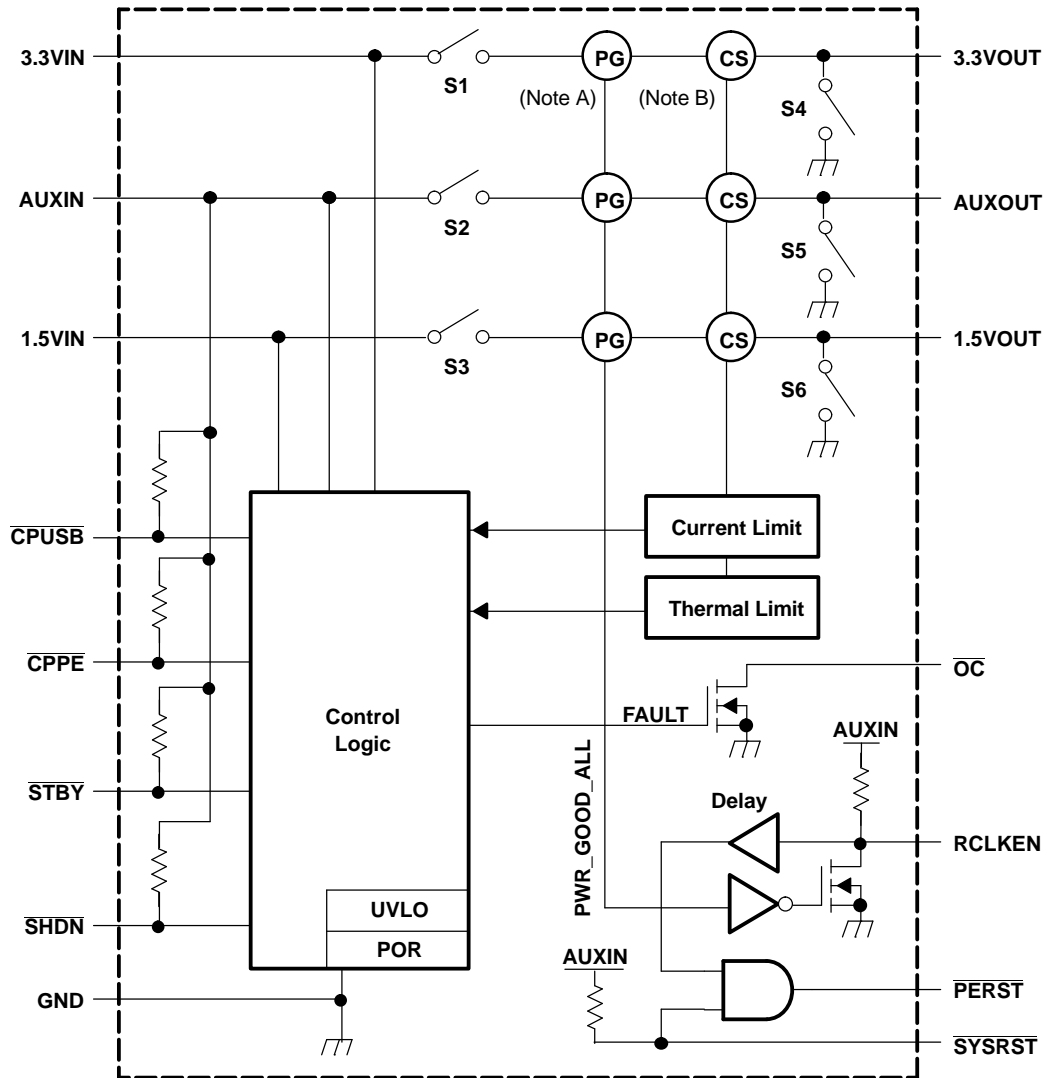 3.3VIN
S1
PG
(Note A)
CS
(Note B)
S4
3.3VOUT
AUXIN
S2
PG
CS
S5
AUXOUT
1.5VIN
S3
PG
CS
S6
1.5VOUT
CPUSB
CPPE
STBY
SHDN
GND
Control
Logic
UVLO
POR
Current Limit
Thermal Limit
FAULT
OC
PWR_GOOD_ALL
AUXIN
Delay
RCLKEN
AUXIN
PERST
SYSRST